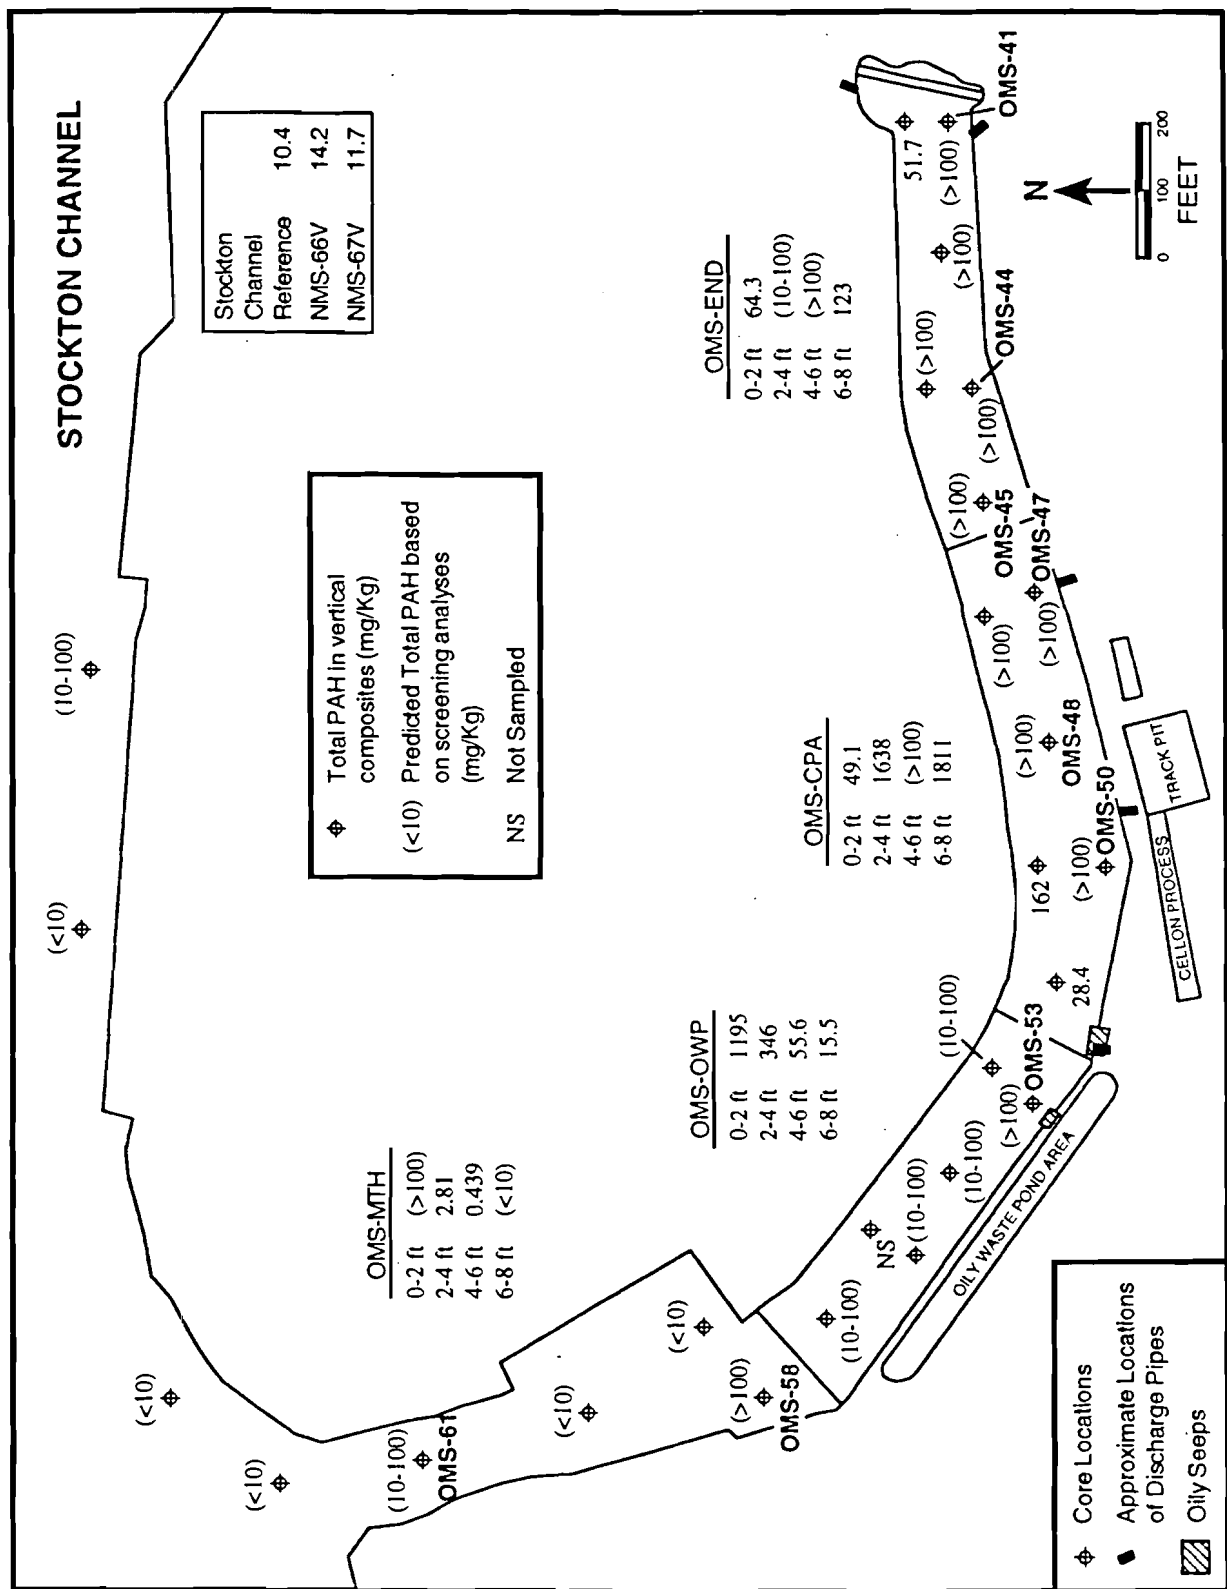 STOCKTON CHANNEL
Stockton
Channel
Reference 10.4
NMS-66V 14.2
NMS-67V 11.7
(10-100)
(<10)
(<10)
(<10)
Total PAH in vertical
composites (mg/Kg)
(<10) Predicted Total PAH based
on screening analyses
(mg/Kg)
NS Not Sampled
OMS-MTH
0-2 ft (>100)
2-4 ft 2.81
4-6 ft 0.439
6-8 ft (<10)
OMS-OWP
0-2 ft 1195
2-4 ft 346
4-6 ft 55.6
6-8 ft 15.5
OMS-CPA
0-2 ft 49.1
2-4 ft 1638
4-6 ft (>100)
6-8 ft 1811
OMS-END
0-2 ft 64.3
2-4 ft (10-100)
4-6 ft (>100)
6-8 ft 123
(10-100)
OMS-61
(<10)
(<10)
(>100)
OMS-58
(10-100)
NS
(10-100)
(10-100)
(10-100)
(>100)
OMS-53
28.4
162
(>100)
OMS-50
(>100)
OMS-48
(>100)
(>100)
OMS-47
OMS-45
(>100)
(>100)
OMS-44
(>100)
(>100)
51.7
(>100)
OMS-41
OILY WASTE POND AREA
CELLON PROCESS
TRACK PIT
N
0 100 200
FEET
Core Locations
Approximate Locations
of Discharge Pipes
Oily Seeps